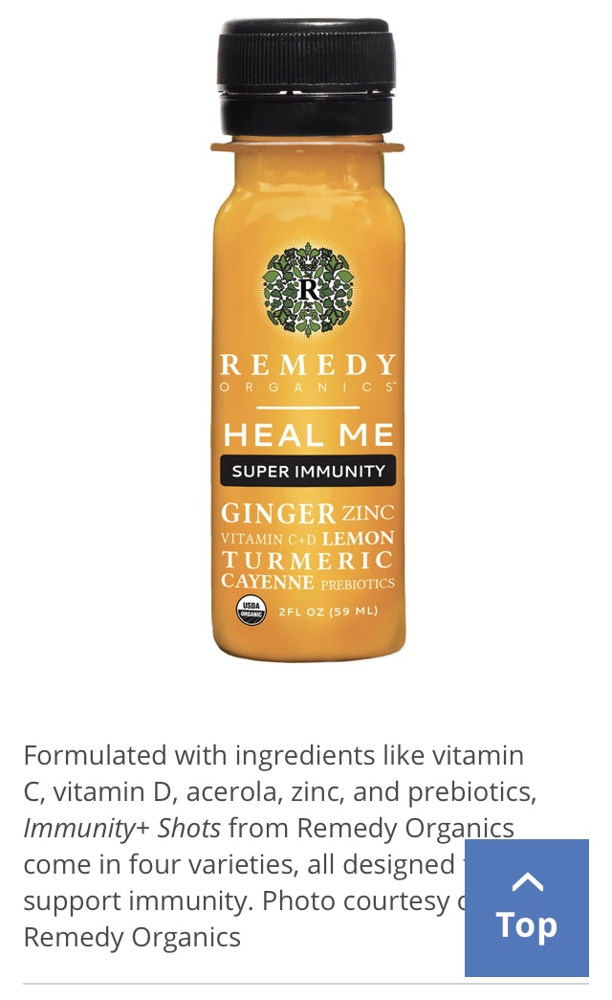 R
REMEDY
ORGANICS™
HEAL ME
SUPER IMMUNITY
GINGER ZINC
VITAMIN C+D LEMON
TURMERIC
CAYENNE PREBIOTICS
USDA
ORGANIC
2FL OZ (59 ML)
Formulated with ingredients like vitamin
C, vitamin D, acerola, zinc, and prebiotics,
Immunity+ Shots from Remedy Organics
come in four varieties, all designed
support immunity. Photo courtesy
Remedy Organics
Top